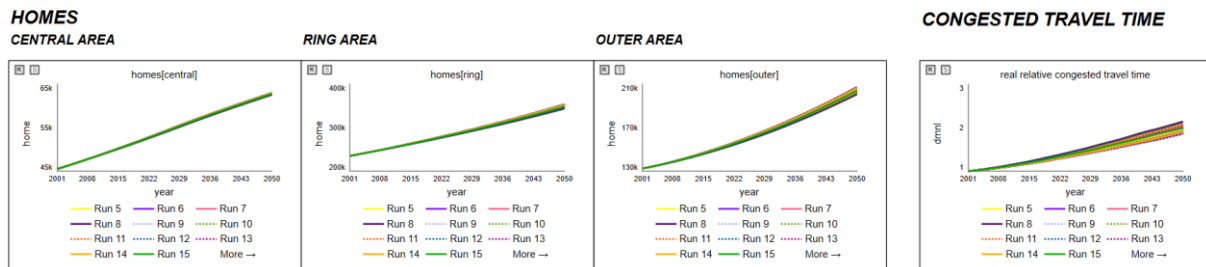 HOMES
CONGESTED TRAVEL TIME
CENTRAL AREA
RING AREA
OUTER AREA
homes[central]
65k
55k
45k
home
2001 2008 2015 2022 2029 2036 2043 2050
year
Run 5 Run 6 Run 7
Run 8 Run 9 Run 10
Run 11 Run 12 Run 13
Run 14 Run 15 More →
homes[ring]
400k
300k
200k
home
2001 2008 2015 2022 2029 2036 2043 2050
year
Run 5 Run 6 Run 7
Run 8 Run 9 Run 10
Run 11 Run 12 Run 13
Run 14 Run 15 More →
homes[outer]
210k
170k
130k
home
2001 2008 2015 2022 2029 2036 2043 2050
year
Run 5 Run 6 Run 7
Run 8 Run 9 Run 10
Run 11 Run 12 Run 13
Run 14 Run 15 More →
real relative congested travel time
3
2
1
dmnl
2001 2008 2015 2022 2029 2036 2043 2050
year
Run 5 Run 6 Run 7
Run 8 Run 9 Run 10
Run 11 Run 12 Run 13
Run 14 Run 15 More →